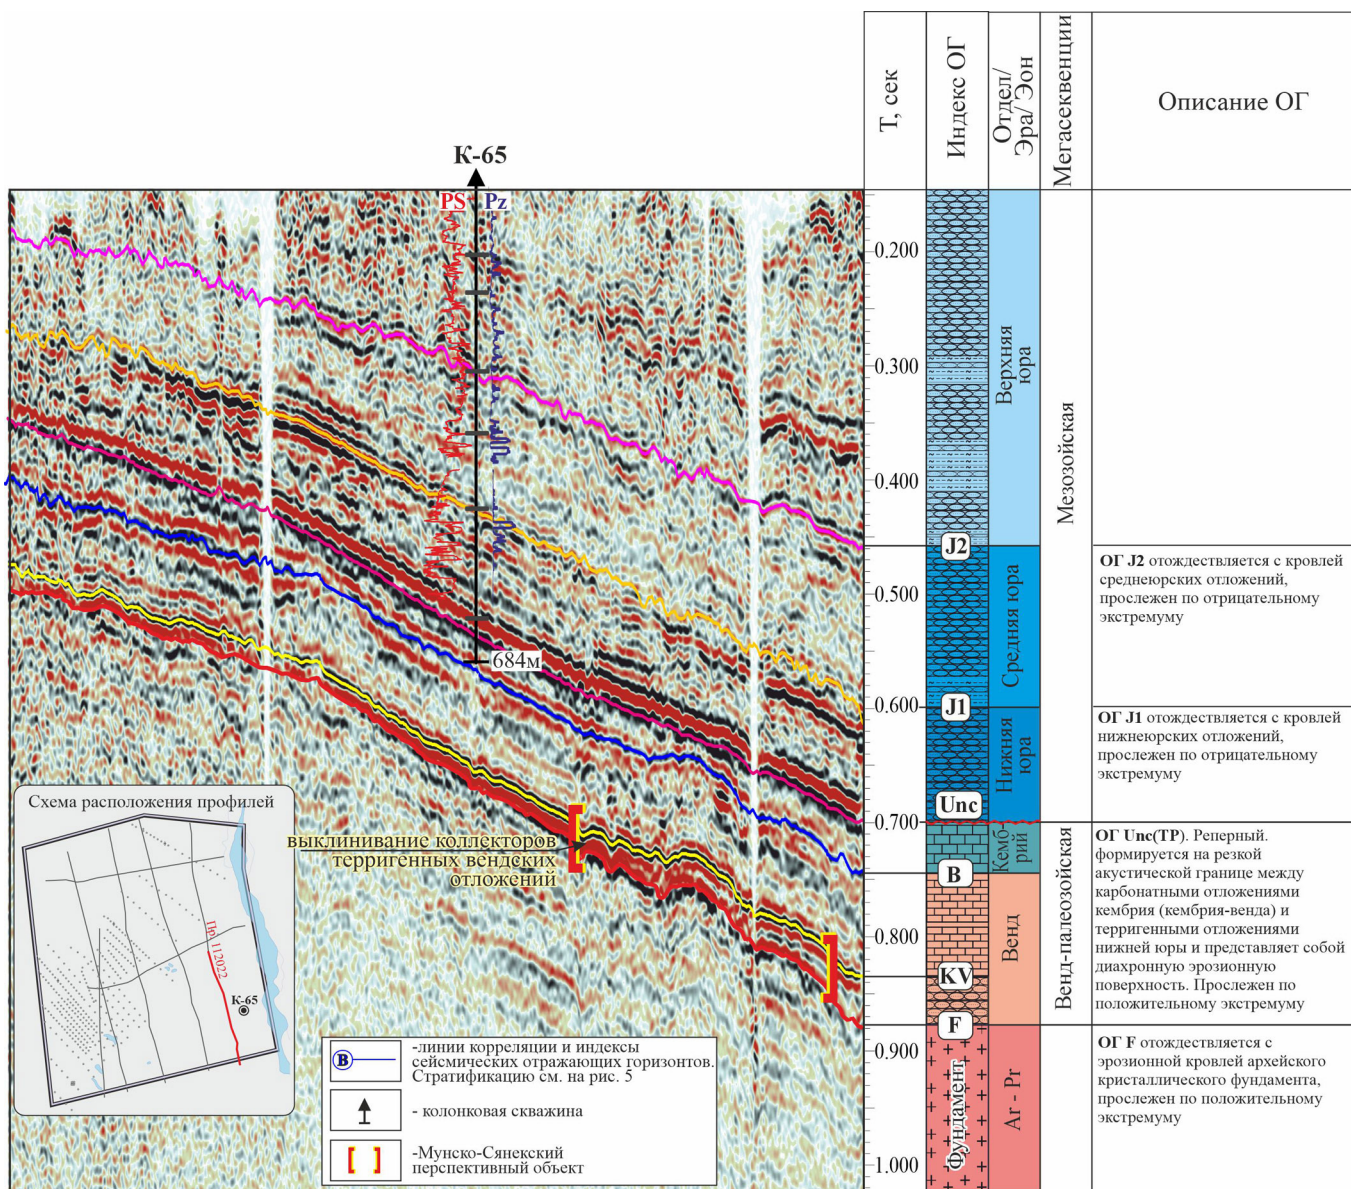 Т, сек
Индекс ОГ
Отдел/
Эра/ Эон
Мегасеквенции
Описание ОГ
К-65
PS
Pz
684м
выклинивание коллекторов
терригенных вендских
отложений
0.200
0.300
0.400
0.500
0.600
0.700
0.800
0.900
1.000
J2
J1
Unc
В
KV
F
Фундамент
Верхняя
юра
Средняя юра
Нижняя
юра
Кемб-
рий
Венд
Ar - Pr
Мезозойская
Венд-палеозойская
ОГ J2 отождествляется с кровлей
среднеюрских отложений,
прослежен по отрицательному
экстремуму
ОГ J1 отождествляется с кровлей
нижнеюрских отложений,
прослежен по отрицательному
экстремуму
ОГ Unc(TP). Реперный.
формируется на резкой
акустической границе между
карбонатными отложениями
кембрия (кембрия-венда) и
терригенными отложениями
нижней юры и представляет собой
диахронную эрозионную
поверхность. Прослежен по
положительному экстремуму
ОГ F отождествляется с
эрозионной кровлей архейского
кристаллического фундамента,
прослежен по положительному
экстремуму
Схема расположения профилей
Пр. 112022
К-65
В
-линии корреляции и индексы
сейсмических отражающих горизонтов.
Стратификацию см. на рис. 5
- колонковая скважина
-Мунско-Сянекский
перспективный объект